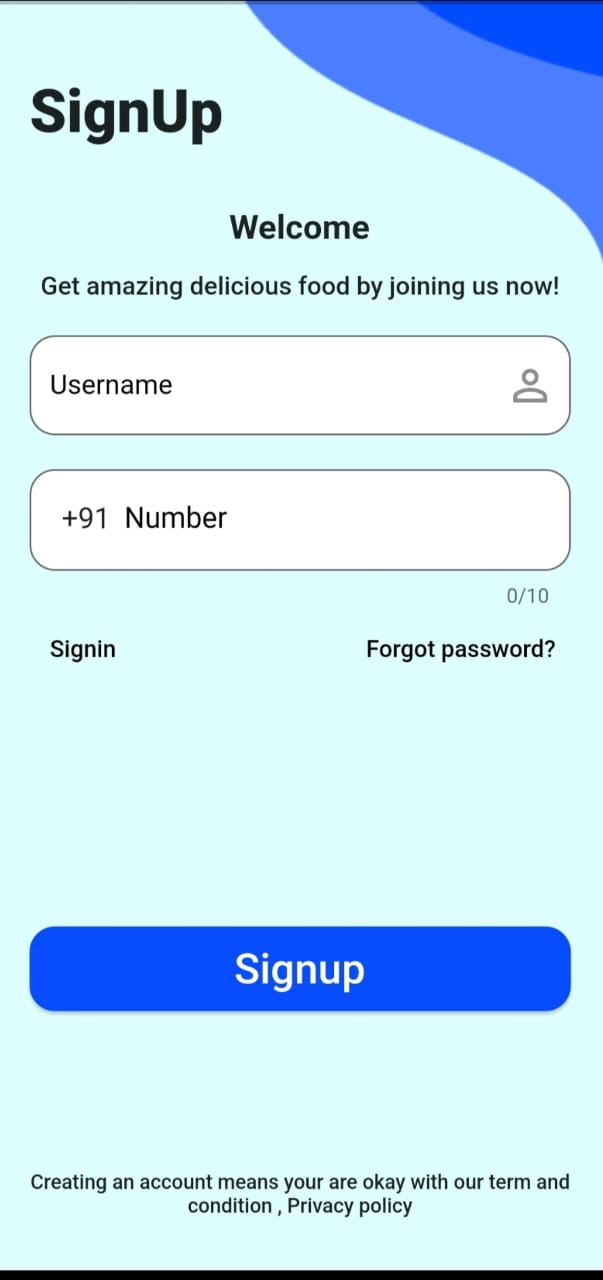 SignUp
Welcome
Get amazing delicious food by joining us now!
Username
+91 Number
0/10
Signin Forgot password?
Signup
Creating an account means your are okay with our term and
condition , Privacy policy